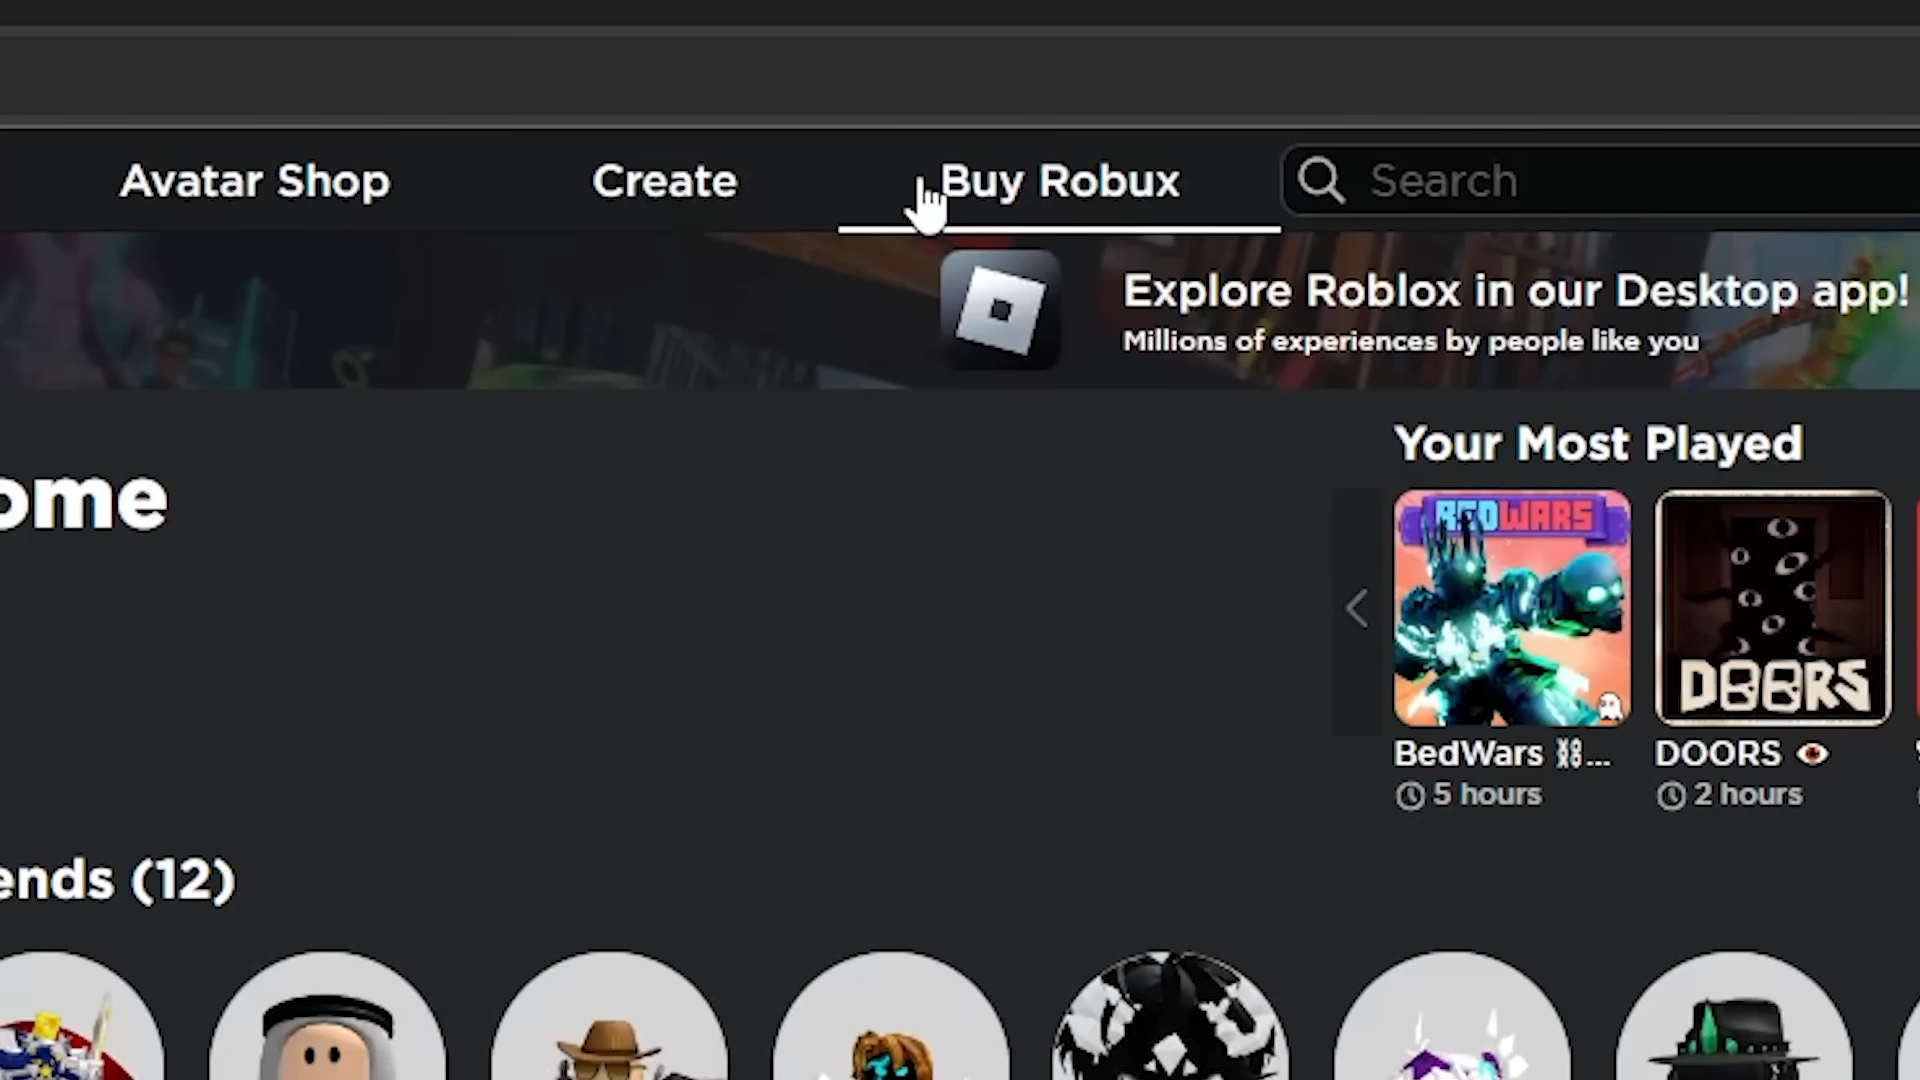 Avatar Shop
Create
Buy Robux
Search
Explore Roblox in our Desktop app!
Millions of experiences by people like you
ome
Your Most Played
BEDWARS
DOORS
BedWars ⛓️...
DOORS 👁️
5 hours
2 hours
ends (12)